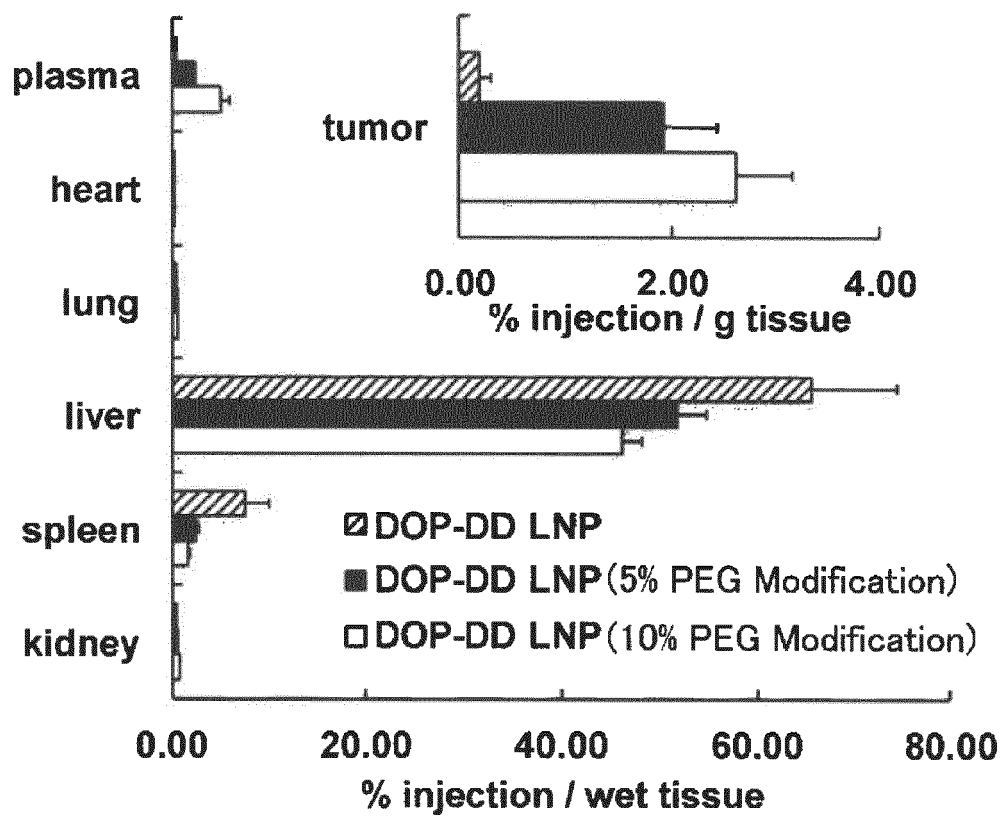 plasma
heart
lung
liver
spleen
kidney
0.00 20.00 40.00 60.00 80.00
% injection / wet tissue
tumor
0.00 2.00 4.00
% injection / g tissue
DOP-DD LNP
DOP-DD LNP(5% PEG Modification)
DOP-DD LNP(10% PEG Modification)